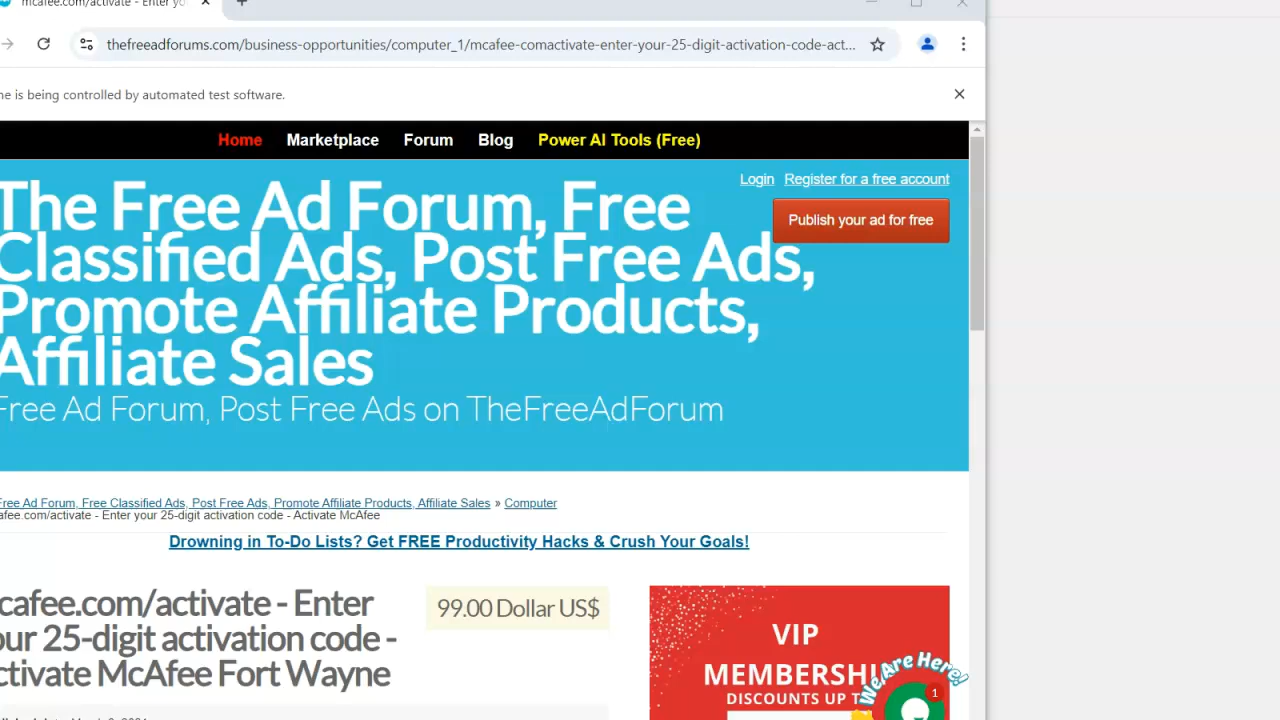 mcafee.com/activate - Enter yo
thefreeadforums.com/business-opportunities/computer_1/mcafee-comactivate-enter-your-25-digit-activation-code-act...
is being controlled by automated test software.
Home Marketplace Forum Blog Power AI Tools (Free)
Login Register for a free account
Publish your ad for free
The Free Ad Forum, Free
Classified Ads, Post Free Ads,
Promote Affiliate Products,
Affiliate Sales
Free Ad Forum, Post Free Ads on TheFreeAdForum
Free Ad Forum, Free Classified Ads, Post Free Ads, Promote Affiliate Products, Affiliate Sales » Computer
afee.com/activate - Enter your 25-digit activation code - Activate McAfee
Drowning in To-Do Lists? Get FREE Productivity Hacks & Crush Your Goals!
cafee.com/activate - Enter
our 25-digit activation code -
ctivate McAfee Fort Wayne
99.00 Dollar US$
VIP
MEMBERSHI
DISCOUNTS UP T
We Are Here!
1